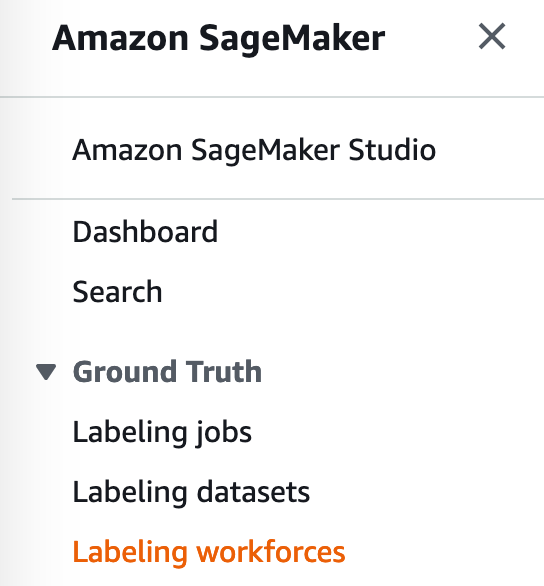 Amazon SageMaker
Amazon SageMaker Studio
Dashboard
Search
Ground Truth
Labeling jobs
Labeling datasets
Labeling workforces